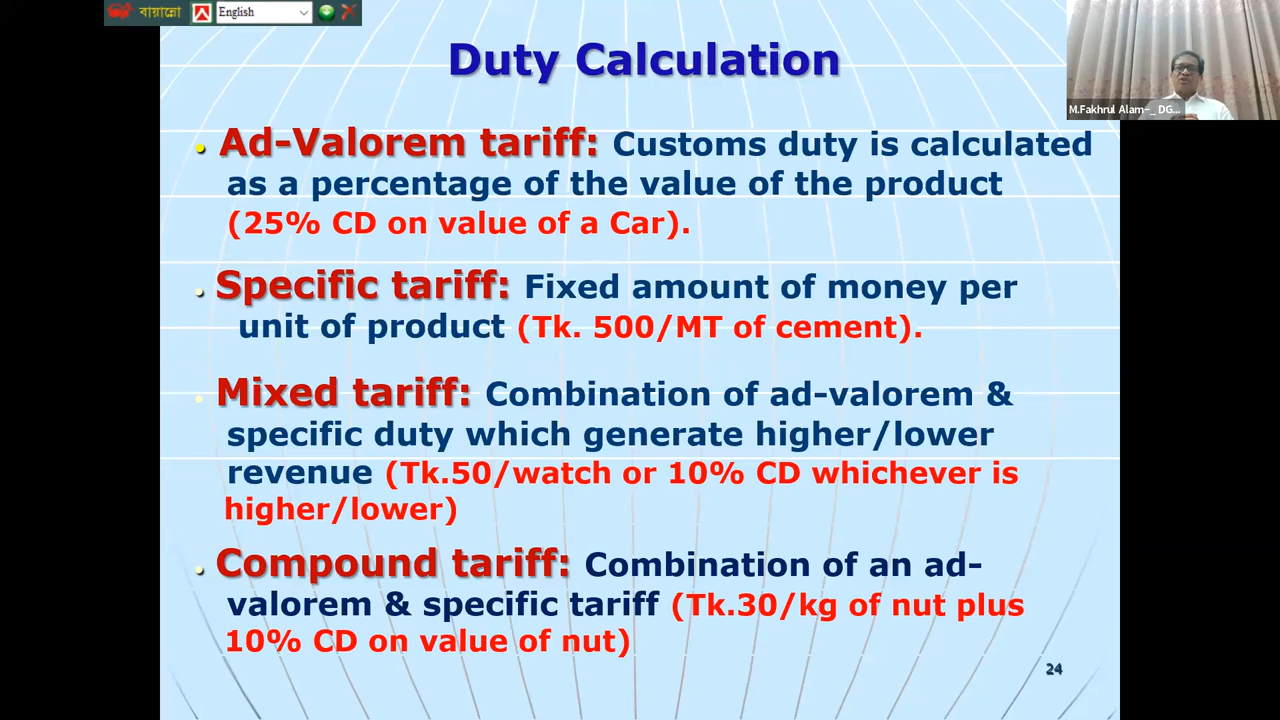 বায়ান্নো
English
Duty Calculation
M.Fakhrul Alam-_ DG...
• Ad-Valorem tariff: Customs duty is calculated
as a percentage of the value of the product
(25% CD on value of a Car).
• Specific tariff: Fixed amount of money per
unit of product (Tk. 500/MT of cement).
• Mixed tariff: Combination of ad-valorem &
specific duty which generate higher/lower
revenue (Tk.50/watch or 10% CD whichever is
higher/lower)
• Compound tariff: Combination of an ad-
valorem & specific tariff (Tk.30/kg of nut plus
10% CD on value of nut)
24